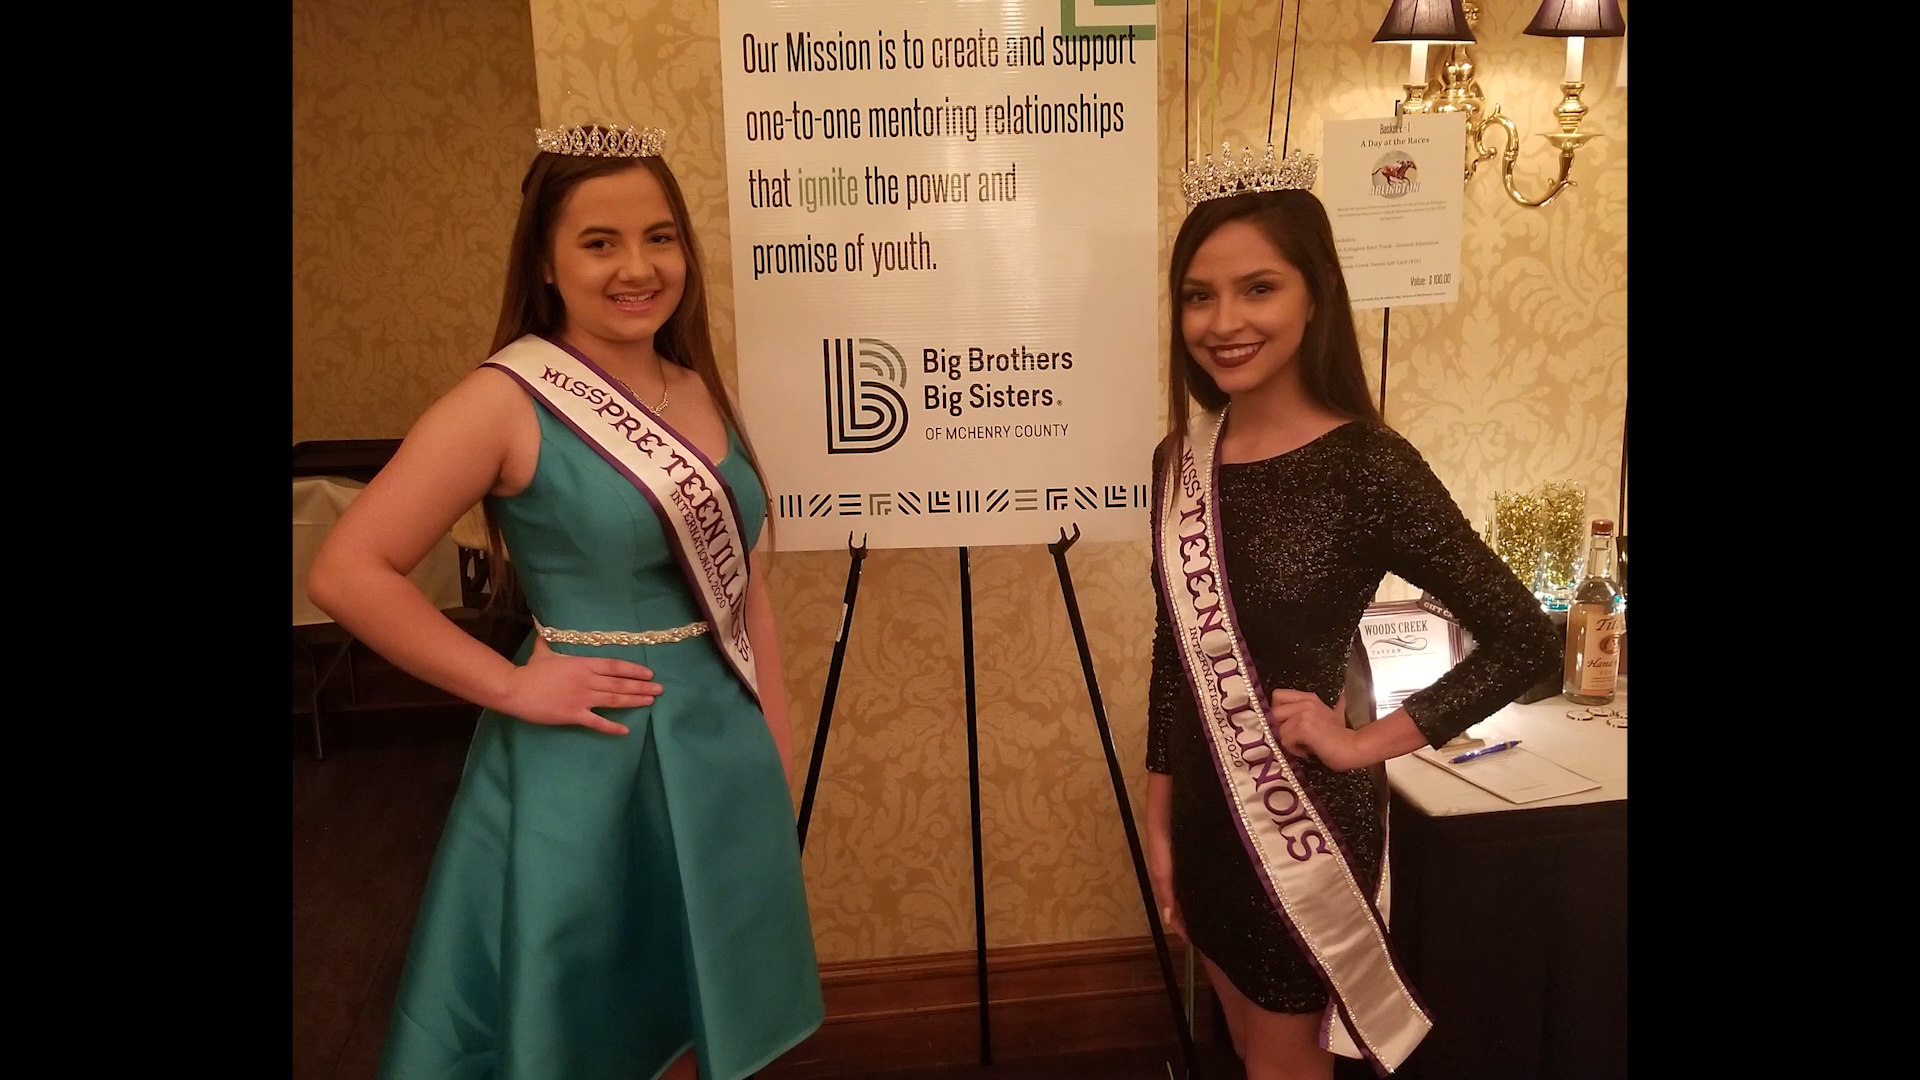 Our Mission is to create and support
one-to-one mentoring relationships
that ignite the power and
promise of youth.
Big Brothers
Big Sisters®
OF MCHENRY COUNTY
MISS PRE TEEN ILLINOIS
INTERNATIONAL 2020
MISS TEEN ILLINOIS
INTERNATIONAL 2020
A Day at the Races
ARLINGTON
Value: $ 100.00
WOODS CREEK
TAVERN